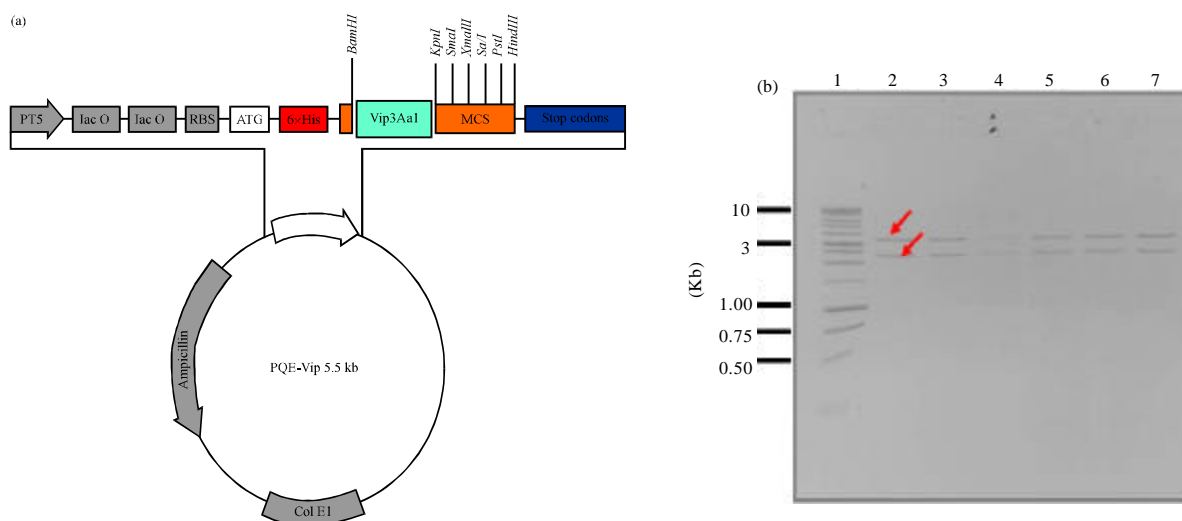 (a)
BamHI
KpnI
SmaI
XmaIII
Sa/I
PstI
HindIII
PT5
lac O
lac O
RBS
ATG
6×His
Vip3Aa1
MCS
Stop codons
Ampicillin
PQE-Vip 5.5 kb
Col E1
(b)
1 2 3 4 5 6 7
10
3
1.00
0.75
0.50
(Kb)